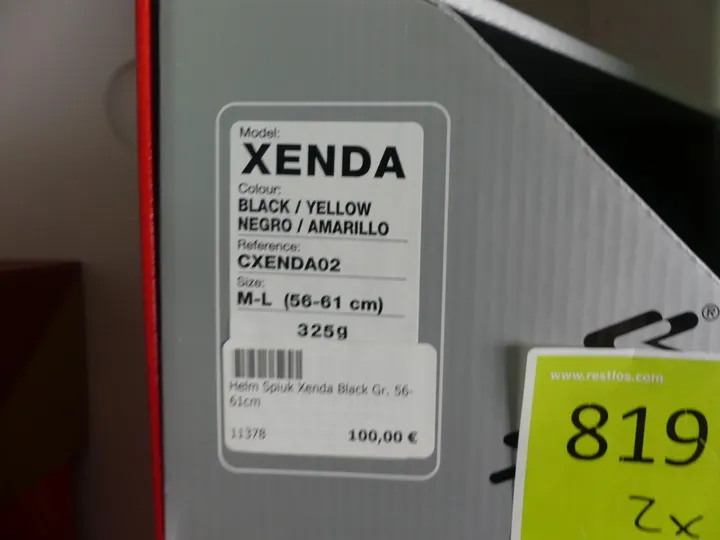 Model:
XENDA
Colour:
BLACK / YELLOW
NEGRO / AMARILLO
Reference:
CXENDA02
Size:
M-L (56-61 cm)
325g
Helm Spiuk Xenda Black Gr. 56-
61cm
11378 100,00 €
®
www.restlos.com
819
2x